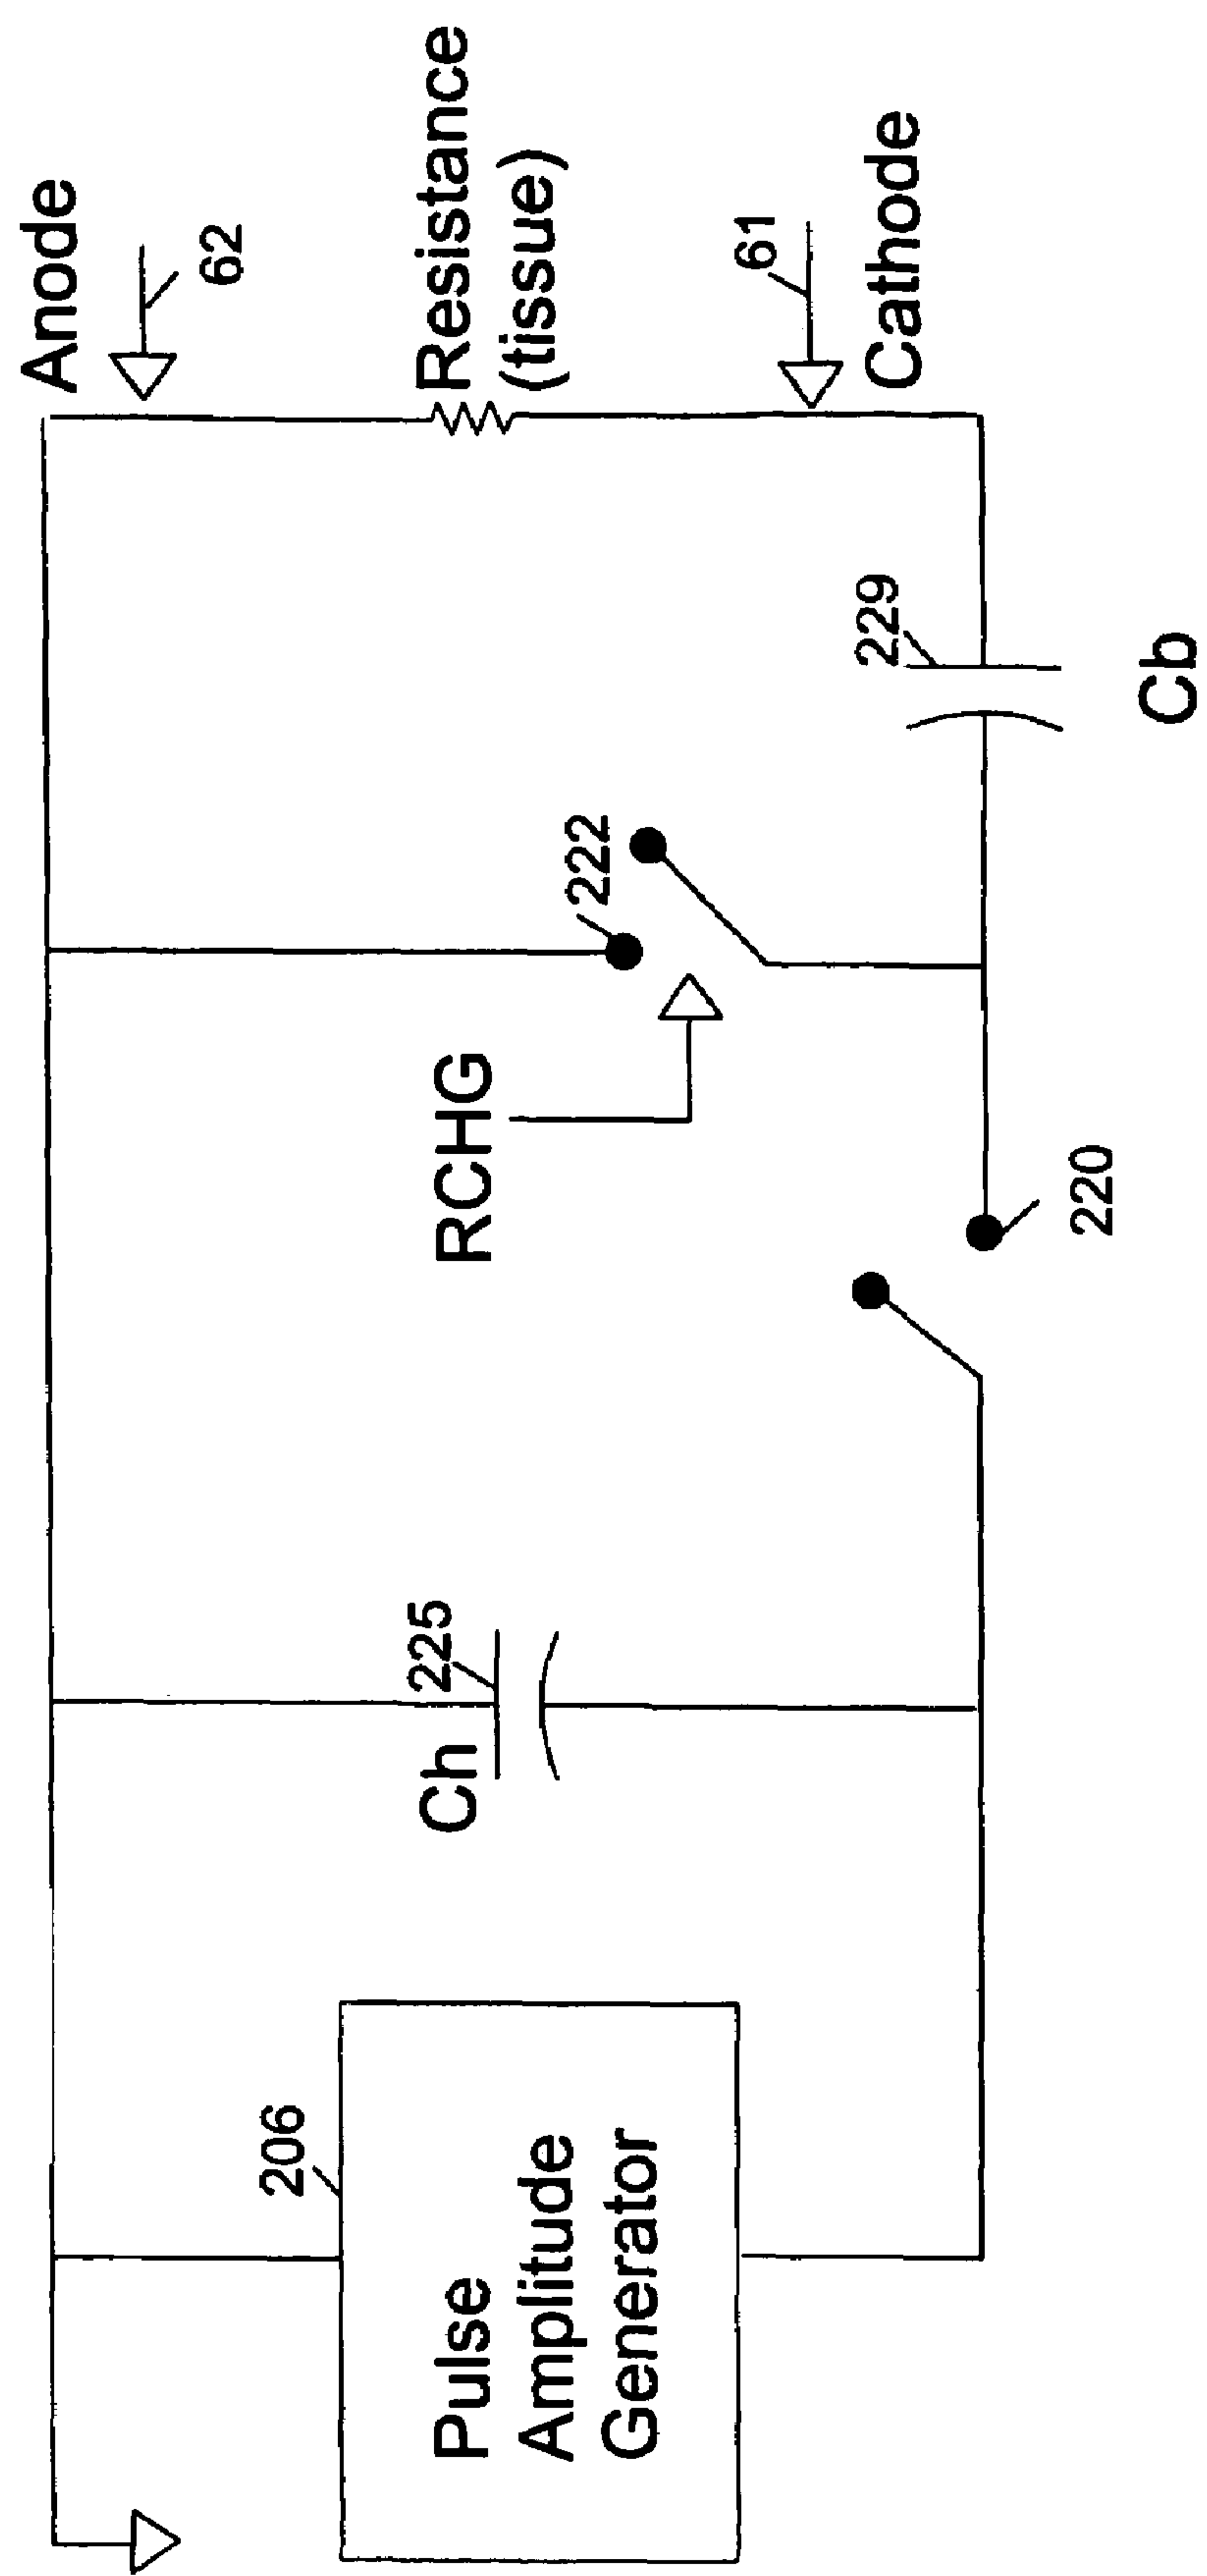 Anode
62
206
Ch
225
RCHG
222
Resistance
(tissue)
Pulse
Amplitude
Generator
61
229
Cathode
220
Cb